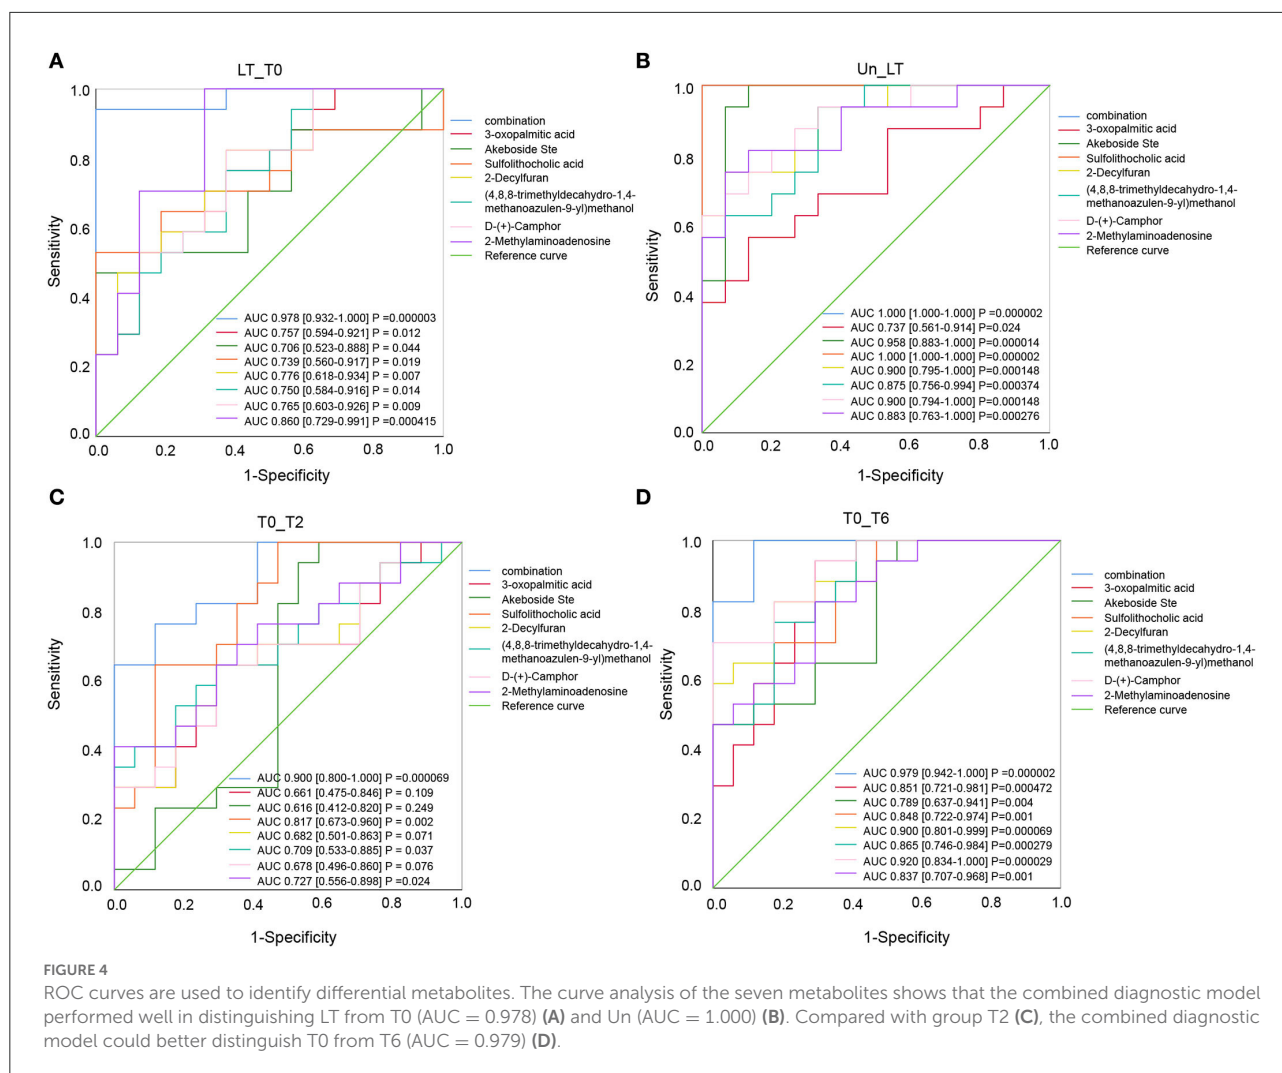 A
LT_T0
1.0
0.8
0.6
0.4
0.2
0.0
Sensitivity
0.0 0.2 0.4 0.6 0.8 1.0
1-Specificity
combination
3-oxopalmitic acid
Akeboside Ste
Sulfolithocholic acid
2-Decylfuran
(4,8,8-trimethyldecahydro-1,4-
methanoazulen-9-yl)methanol
D-(+)-Camphor
2-Methylaminoadenosine
Reference curve
AUC 0.978 [0.932-1.000] P =0.000003
AUC 0.757 [0.594-0.921] P = 0.012
AUC 0.706 [0.523-0.888] P = 0.044
AUC 0.739 [0.560-0.917] P = 0.019
AUC 0.776 [0.618-0.934] P = 0.007
AUC 0.750 [0.584-0.916] P = 0.014
AUC 0.765 [0.603-0.926] P = 0.009
AUC 0.860 [0.729-0.991] P =0.000415
B
Un_LT
1.0
0.8
0.6
0.4
0.2
0.0
Sensitivity
0.0 0.2 0.4 0.6 0.8 1.0
1-Specificity
combination
3-oxopalmitic acid
Akeboside Ste
Sulfolithocholic acid
2-Decylfuran
(4,8,8-trimethyldecahydro-1,4-
methanoazulen-9-yl)methanol
D-(+)-Camphor
2-Methylaminoadenosine
Reference curve
AUC 1.000 [1.000-1.000] P =0.000002
AUC 0.737 [0.561-0.914] P=0.024
AUC 0.958 [0.883-1.000] P=0.000014
AUC 1.000 [1.000-1.000] P=0.000002
AUC 0.900 [0.795-1.000] P=0.000148
AUC 0.875 [0.756-0.994] P=0.000374
AUC 0.900 [0.794-1.000] P=0.000148
AUC 0.883 [0.763-1.000] P=0.000276
C
T0_T2
1.0
0.8
0.6
0.4
0.2
0.0
Sensitivity
0.0 0.2 0.4 0.6 0.8 1.0
1-Specificity
combination
3-oxopalmitic acid
Akeboside Ste
Sulfolithocholic acid
2-Decylfuran
(4,8,8-trimethyldecahydro-1,4-
methanoazulen-9-yl)methanol
D-(+)-Camphor
2-Methylaminoadenosine
Reference curve
AUC 0.900 [0.800-1.000] P =0.000069
AUC 0.661 [0.475-0.846] P = 0.109
AUC 0.616 [0.412-0.820] P = 0.249
AUC 0.817 [0.673-0.960] P = 0.002
AUC 0.682 [0.501-0.863] P = 0.071
AUC 0.709 [0.533-0.885] P = 0.037
AUC 0.678 [0.496-0.860] P = 0.076
AUC 0.727 [0.556-0.898] P = 0.024
D
T0_T6
1.0
0.8
0.6
0.4
0.2
0.0
Sensitivity
0.0 0.2 0.4 0.6 0.8 1.0
1-Specificity
combination
3-oxopalmitic acid
Akeboside Ste
Sulfolithocholic acid
2-Decylfuran
(4,8,8-trimethyldecahydro-1,4-
methanoazulen-9-yl)methanol
D-(+)-Camphor
2-Methylaminoadenosine
Reference curve
AUC 0.979 [0.942-1.000] P =0.000002
AUC 0.851 [0.721-0.981] P=0.000472
AUC 0.789 [0.637-0.941] P=0.004
AUC 0.848 [0.722-0.974] P=0.001
AUC 0.900 [0.801-0.999] P=0.000069
AUC 0.865 [0.746-0.984] P=0.000279
AUC 0.920 [0.834-1.000] P=0.000029
AUC 0.837 [0.707-0.968] P=0.001
FIGURE 4
ROC curves are used to identify differential metabolites. The curve analysis of the seven metabolites shows that the combined diagnostic model
performed well in distinguishing LT from T0 (AUC = 0.978) (A) and Un (AUC = 1.000) (B). Compared with group T2 (C), the combined diagnostic
model could better distinguish T0 from T6 (AUC = 0.979) (D).